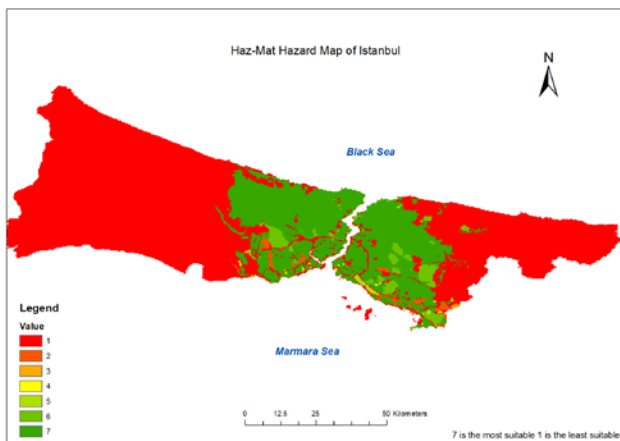 Haz-Mat Hazard Map of Istanbul
N
Black Sea
Legend
Value
1
2
3
4
5
6
7
Marmara Sea
0 12.5 25 50 Kilometers
7 is the most suitable 1 is the least suitable